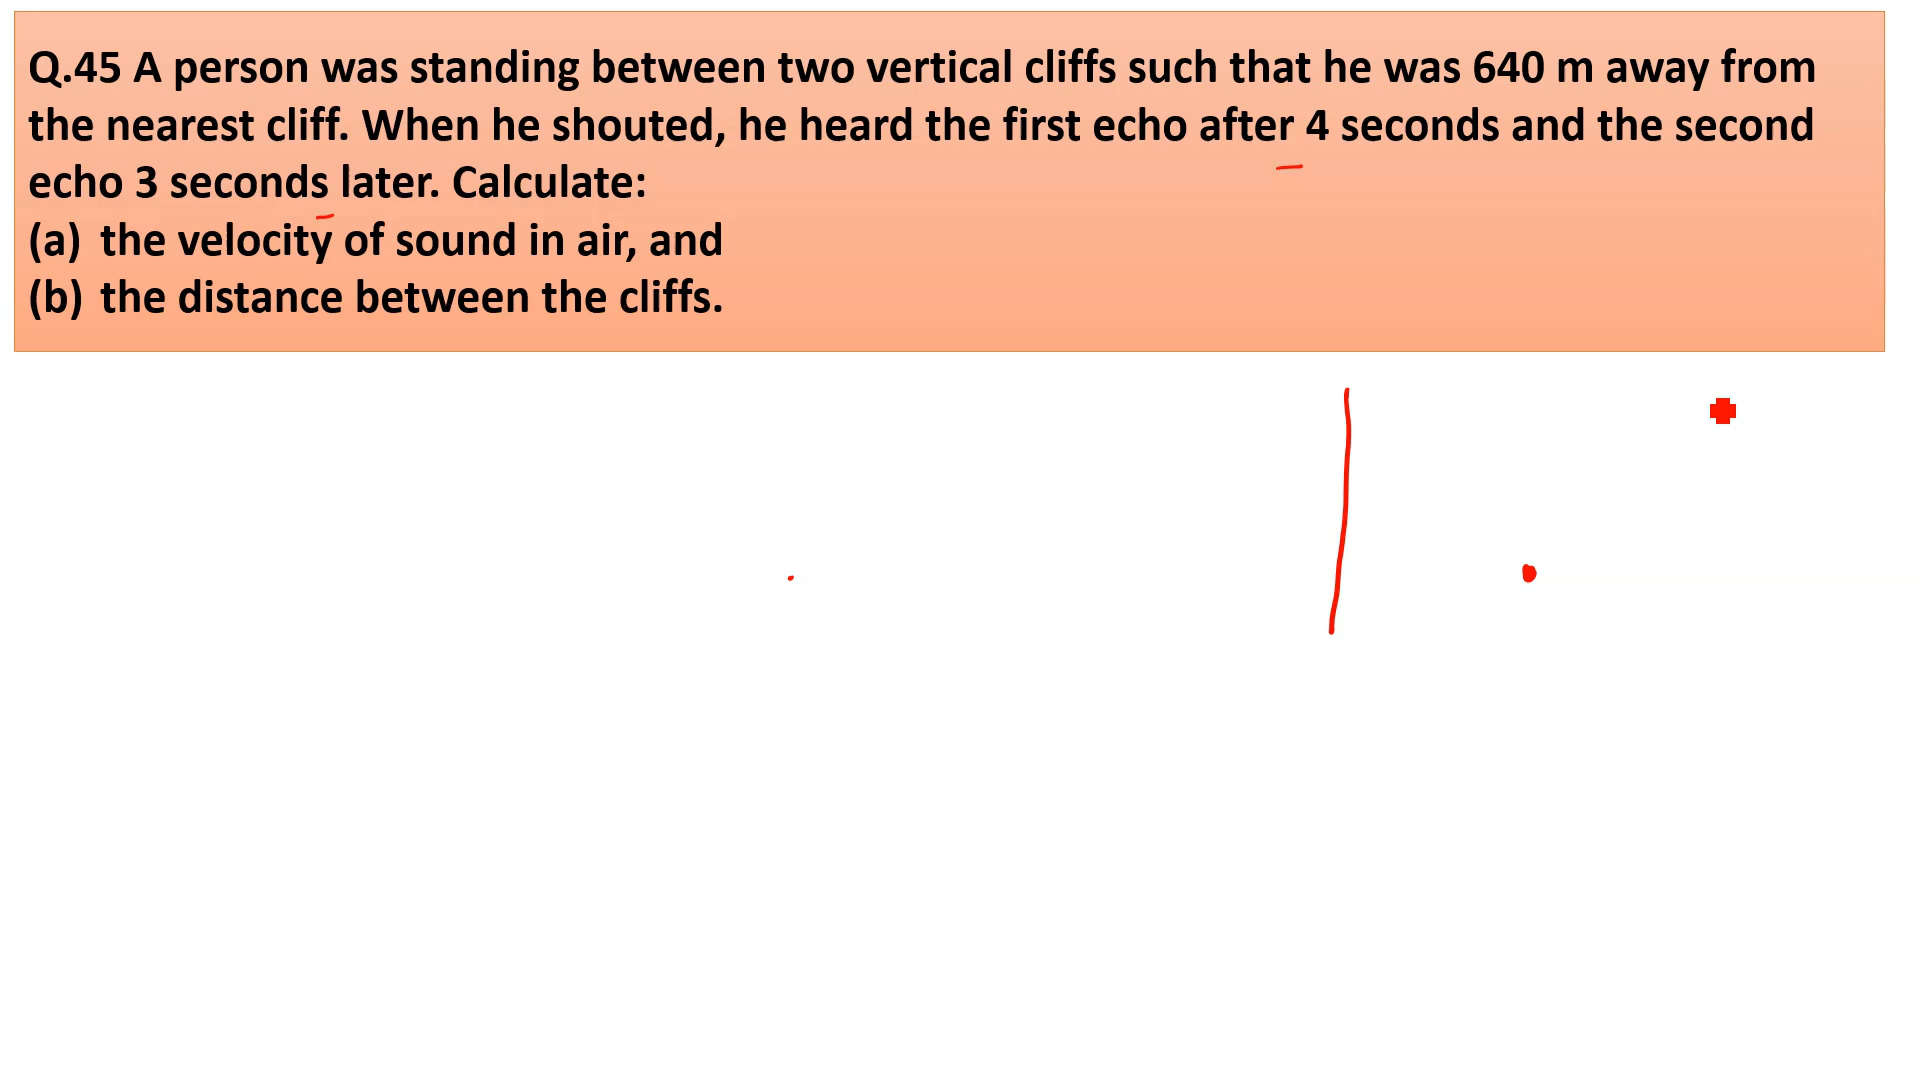 Q.45 A person was standing between two vertical cliffs such that he was 640 m away from
the nearest cliff. When he shouted, he heard the first echo after 4 seconds and the second
echo 3 seconds later. Calculate:
(a) the velocity of sound in air, and
(b) the distance between the cliffs.